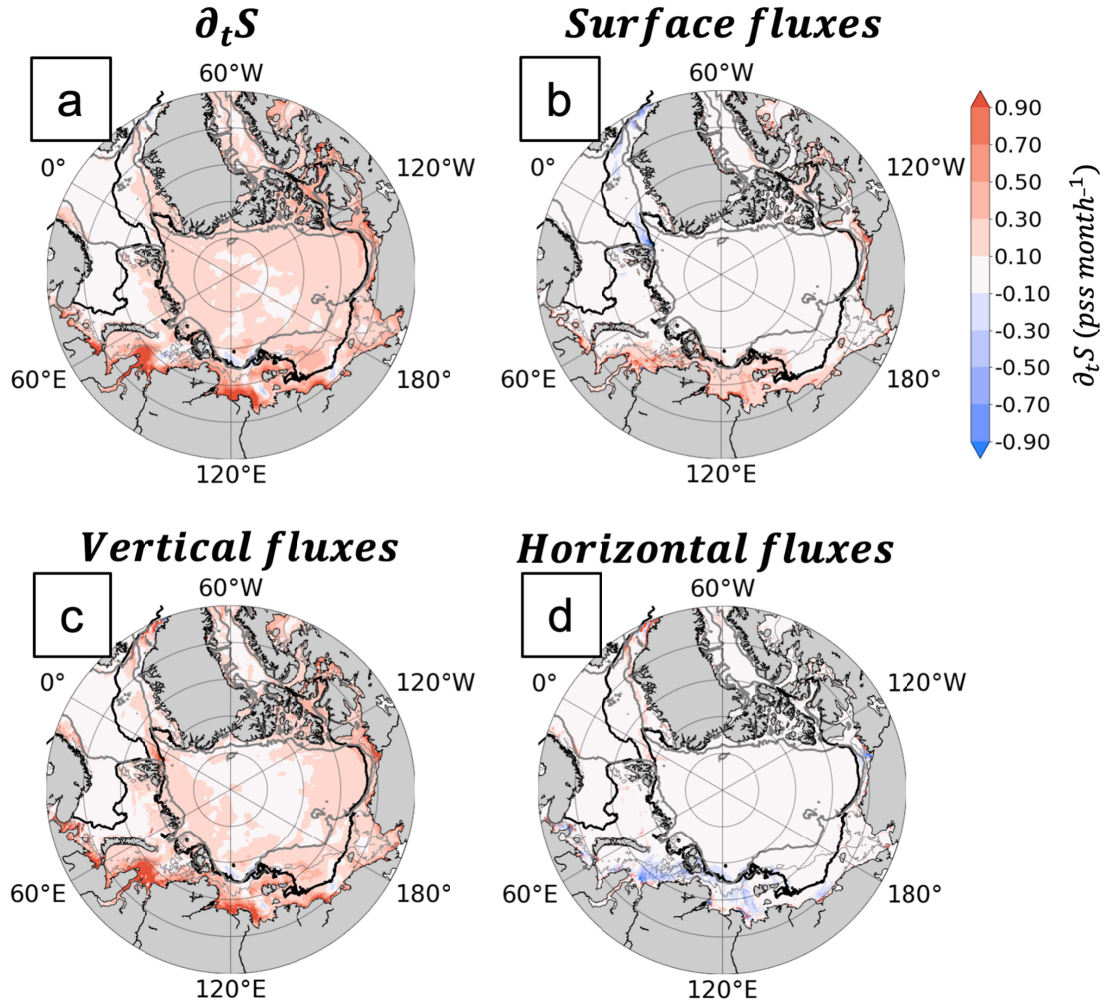 ∂ₜS
Surface fluxes
a
b
60°W
60°W
0°
120°W
0°
120°W
60°E
180°
60°E
180°
120°E
120°E
0.90
0.70
0.50
0.30
0.10
-0.10
-0.30
-0.50
-0.70
-0.90
∂ₜS (pss month⁻¹)
Vertical fluxes
Horizontal fluxes
c
d
60°W
60°W
0°
120°W
0°
120°W
60°E
180°
60°E
180°
120°E
120°E